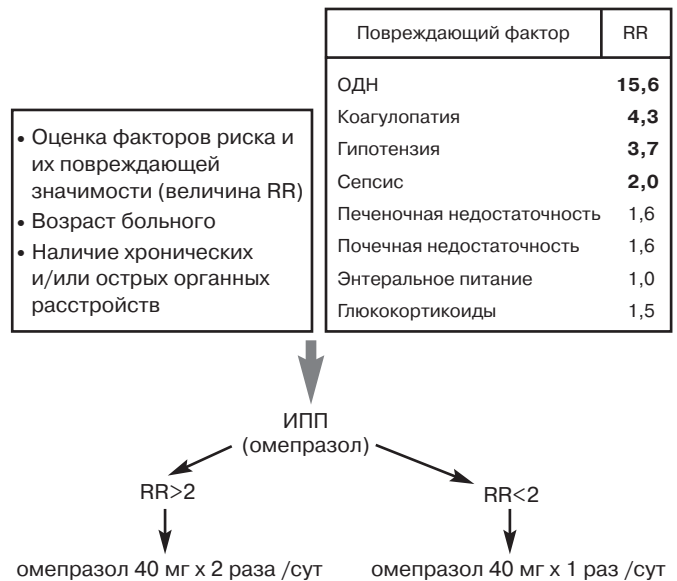 Повреждающий фактор RR
ОДН 15,6
Коагулопатия 4,3
Гипотензия 3,7
Сепсис 2,0
Печеночная недостаточность 1,6
Почечная недостаточность 1,6
Энтеральное питание 1,0
Глюкокортикоиды 1,5
• Оценка факторов риска и
их повреждающей
значимости (величина RR)
• Возраст больного
• Наличие хронических
и/или острых органных
расстройств
ИПП
(омепразол)
RR>2
RR<2
омепразол 40 мг х 2 раза /сут
омепразол 40 мг х 1 раз /сут